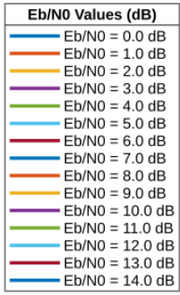 Eb/N0 Values (dB)
Eb/N0 = 0.0 dB
Eb/N0 = 1.0 dB
Eb/N0 = 2.0 dB
Eb/N0 = 3.0 dB
Eb/N0 = 4.0 dB
Eb/N0 = 5.0 dB
Eb/N0 = 6.0 dB
Eb/N0 = 7.0 dB
Eb/N0 = 8.0 dB
Eb/N0 = 9.0 dB
Eb/N0 = 10.0 dB
Eb/N0 = 11.0 dB
Eb/N0 = 12.0 dB
Eb/N0 = 13.0 dB
Eb/N0 = 14.0 dB